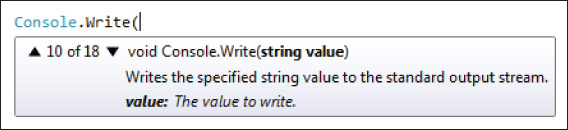 Console.Write(
▲ 10 of 18 ▼ void Console.Write(string value)
Writes the specified string value to the standard output stream.
value: The value to write.